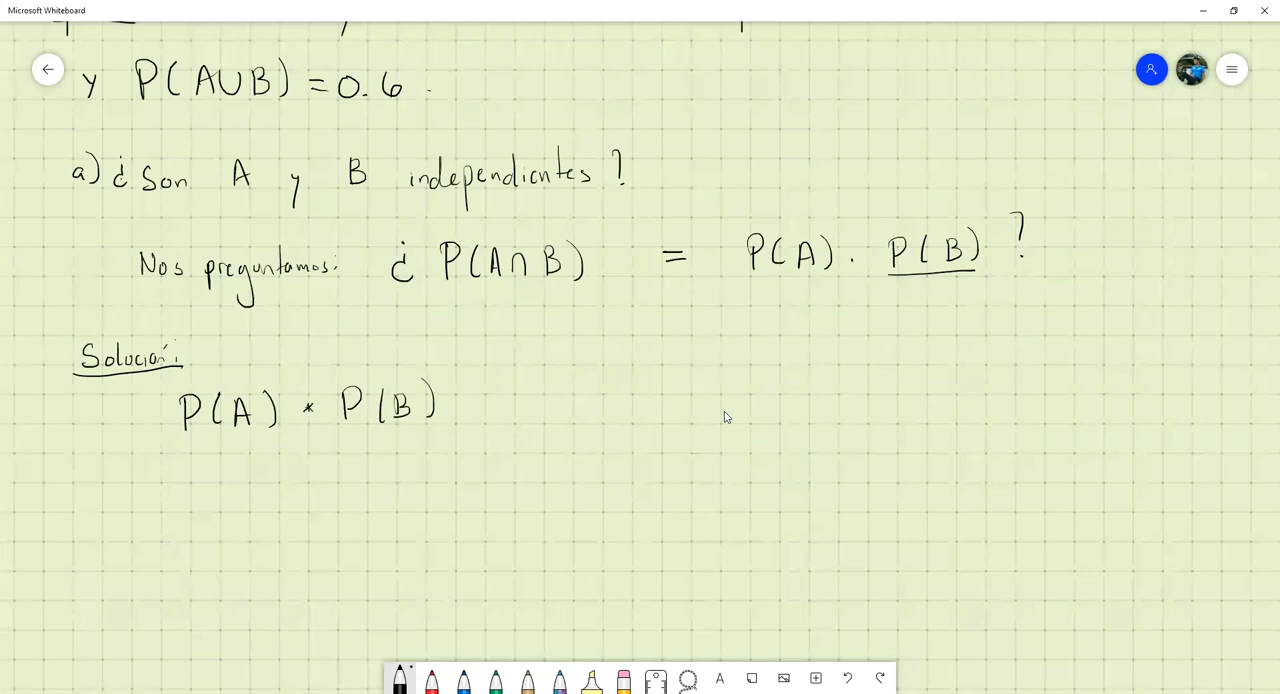 Microsoft Whiteboard
y P(A∪B) = 0.6.
a) ¿Son A y B independientes?
Nos preguntamos: ¿ P(A∩B) = P(A) . P(B) ?
Solución:
P(A) * P(B)
A